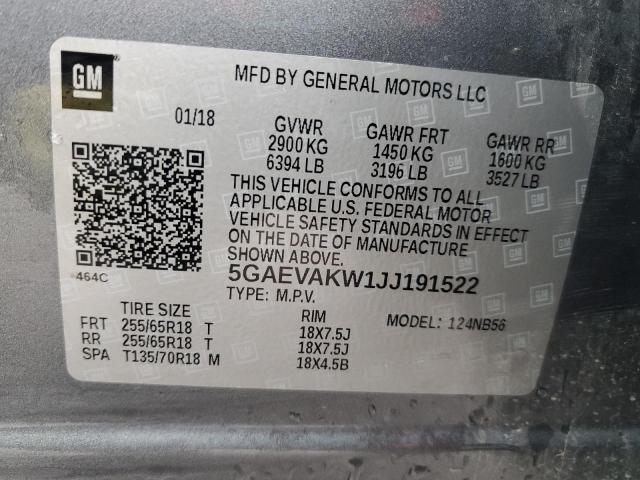 GM
MFD BY GENERAL MOTORS LLC
01/18
GVWR GAWR FRT GAWR RR
2900 KG 1450 KG 1600 KG
6394 LB 3196 LB 3527 LB
THIS VEHICLE CONFORMS TO ALL
APPLICABLE U.S. FEDERAL MOTOR
VEHICLE SAFETY STANDARDS IN EFFECT
ON THE DATE OF MANUFACTURE
SHOWN ABOVE.
464C
5GAEVAKW1JJ191522
TYPE: M.P.V.
TIRE SIZE RIM MODEL: 124NB56
FRT 255/65R18 T 18X7.5J
RR 255/65R18 T 18X7.5J
SPA T135/70R18 M 18X4.5B